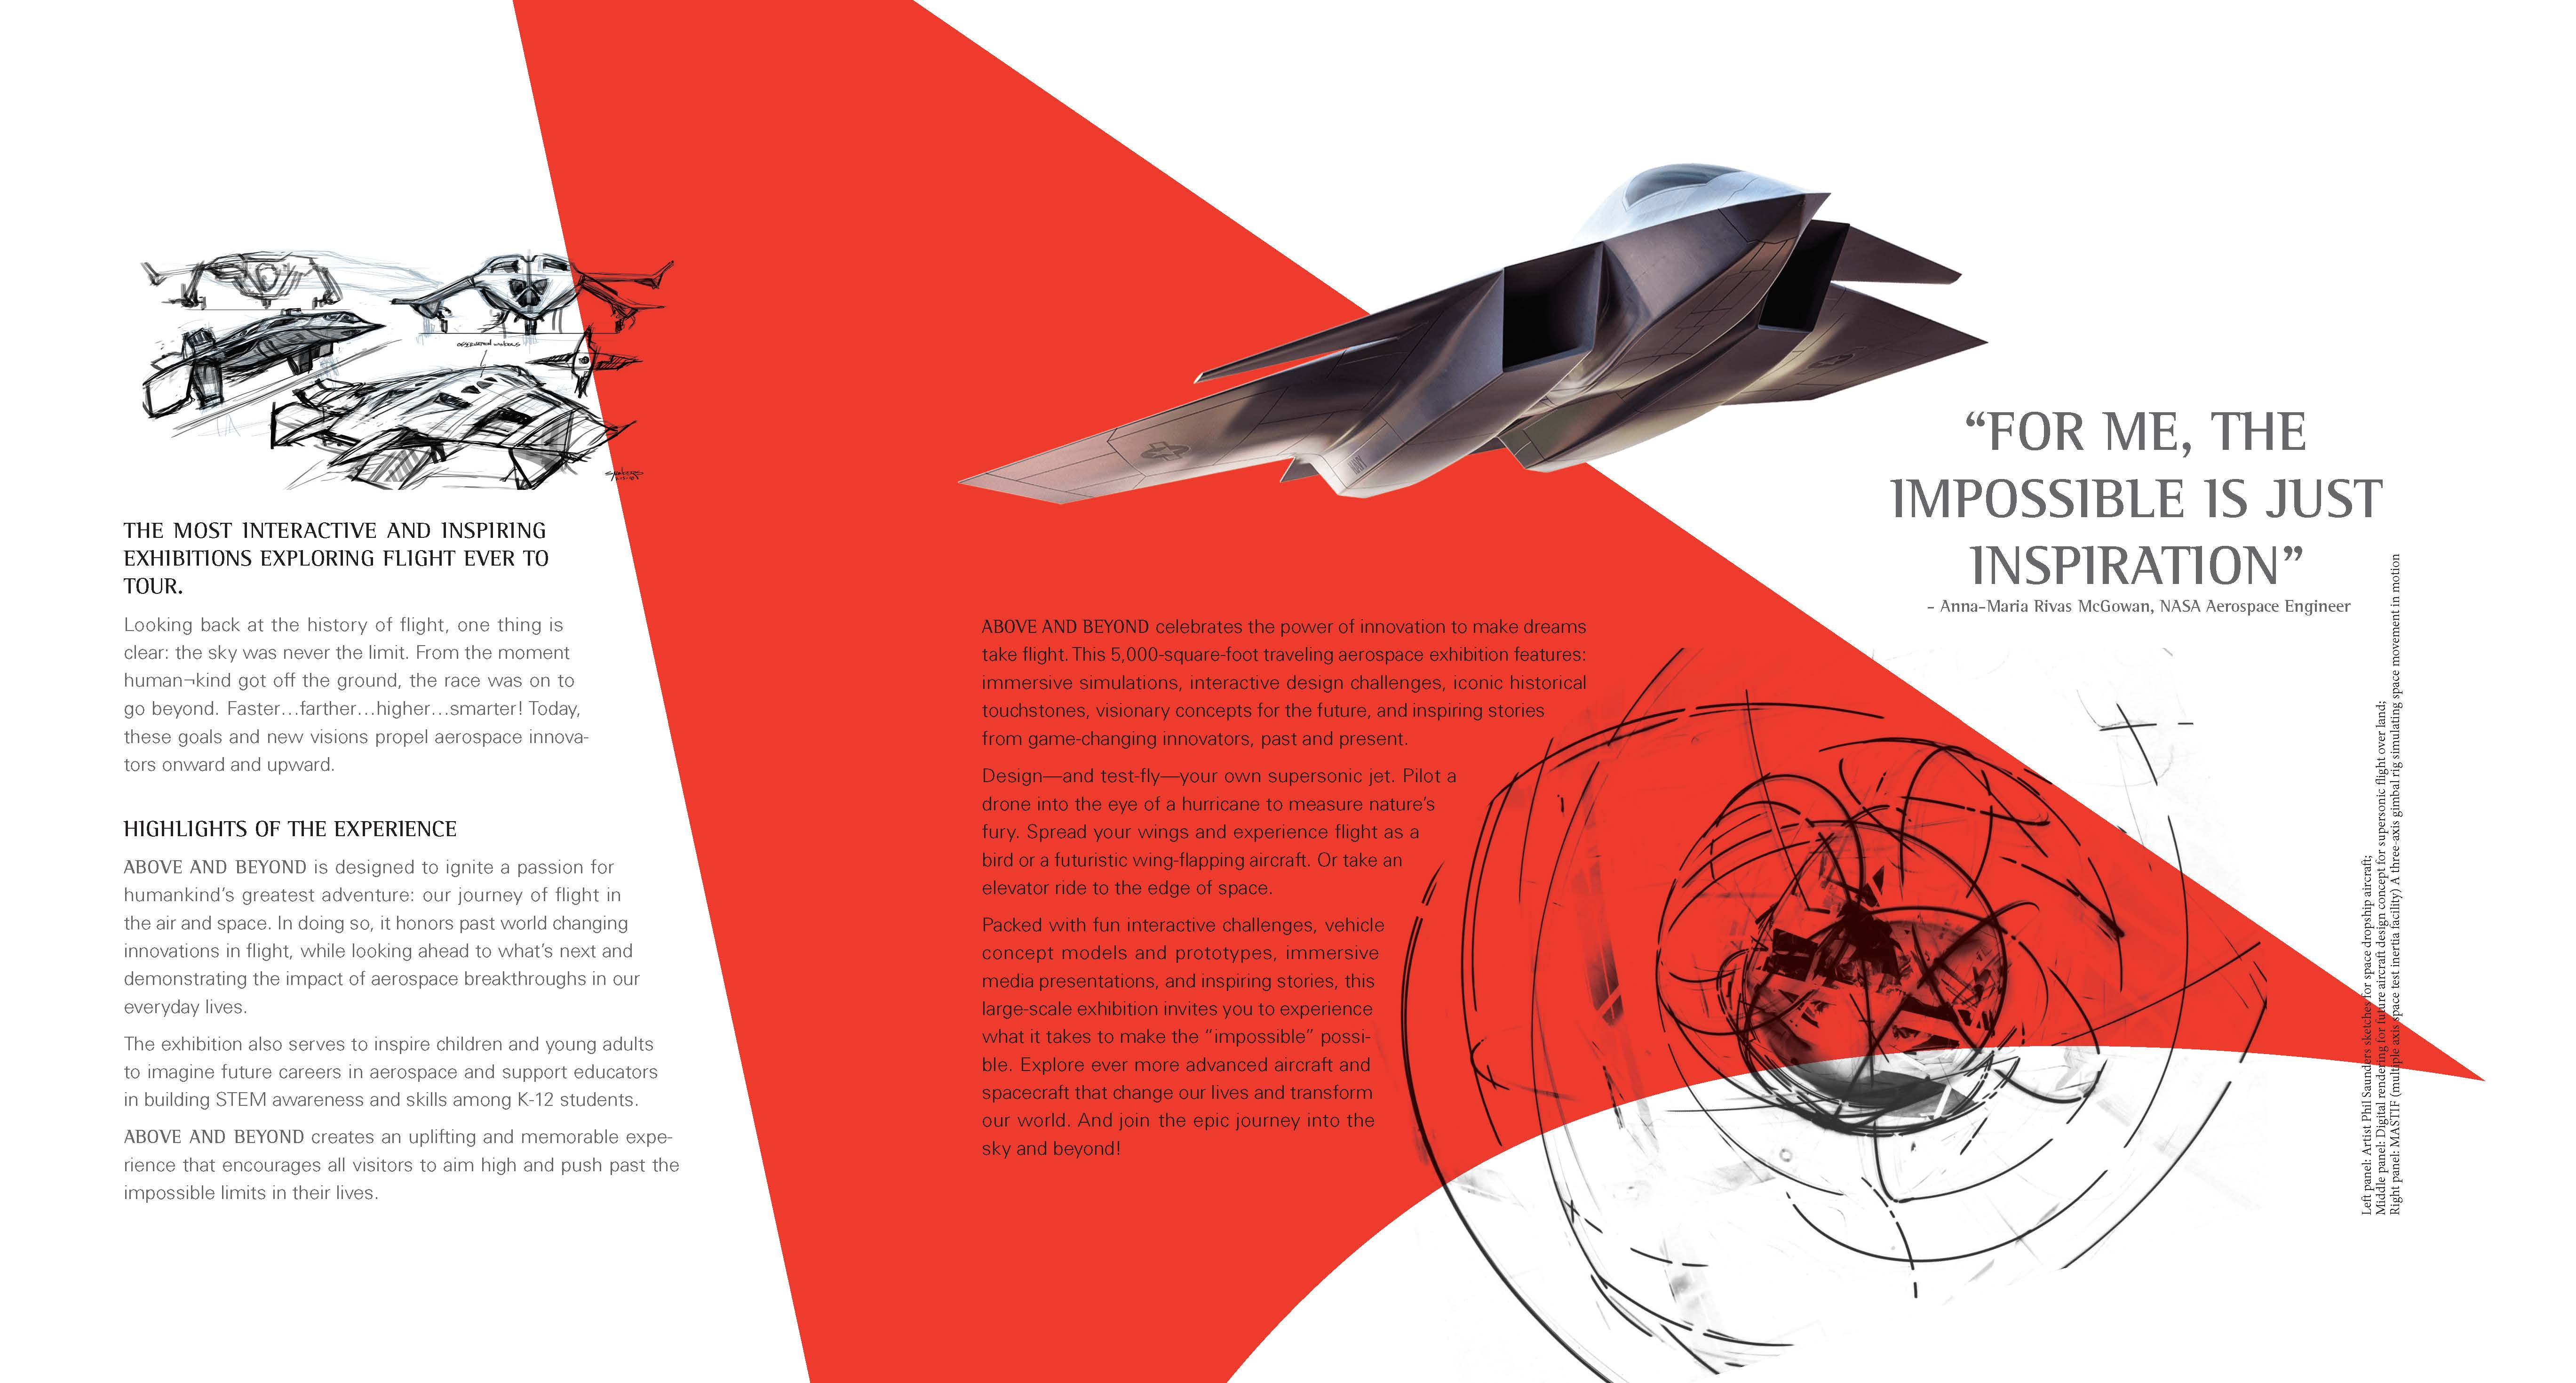 THE MOST INTERACTIVE AND INSPIRING
EXHIBITIONS EXPLORING FLIGHT EVER TO
TOUR.
Looking back at the history of flight, one thing is
clear: the sky was never the limit. From the moment
human¬kind got off the ground, the race was on to
go beyond. Faster…farther…higher…smarter! Today,
these goals and new visions propel aerospace innova-
tors onward and upward.
HIGHLIGHTS OF THE EXPERIENCE
ABOVE AND BEYOND is designed to ignite a passion for
humankind’s greatest adventure: our journey of flight in
the air and space. In doing so, it honors past world changing
innovations in flight, while looking ahead to what’s next and
demonstrating the impact of aerospace breakthroughs in our
everyday lives.
The exhibition also serves to inspire children and young adults
to imagine future careers in aerospace and support educators
in building STEM awareness and skills among K-12 students.
ABOVE AND BEYOND creates an uplifting and memorable expe-
rience that encourages all visitors to aim high and push past the
impossible limits in their lives.
ABOVE AND BEYOND celebrates the power of innovation to make dreams
take flight. This 5,000-square-foot traveling aerospace exhibition features:
immersive simulations, interactive design challenges, iconic historical
touchstones, visionary concepts for the future, and inspiring stories
from game-changing innovators, past and present.
Design—and test-fly—your own supersonic jet. Pilot a
drone into the eye of a hurricane to measure nature’s
fury. Spread your wings and experience flight as a
bird or a futuristic wing-flapping aircraft. Or take an
elevator ride to the edge of space.
Packed with fun interactive challenges, vehicle
concept models and prototypes, immersive
media presentations, and inspiring stories, this
large-scale exhibition invites you to experience
what it takes to make the “impossible” possi-
ble. Explore ever more advanced aircraft and
spacecraft that change our lives and transform
our world. And join the epic journey into the
sky and beyond!
“FOR ME, THE
IMPOSSIBLE IS JUST
INSPIRATION”
– Anna-Maria Rivas McGowan, NASA Aerospace Engineer
Left panel: Artist Phil Saunders sketches for space dropship aircraft;
Middle panel: Digital rendering for future aircraft design concept for supersonic flight over land;
Right panel: MASTIF (multiple axis space test inertia facility) A three-axis gimbal rig simulating space movement in motion